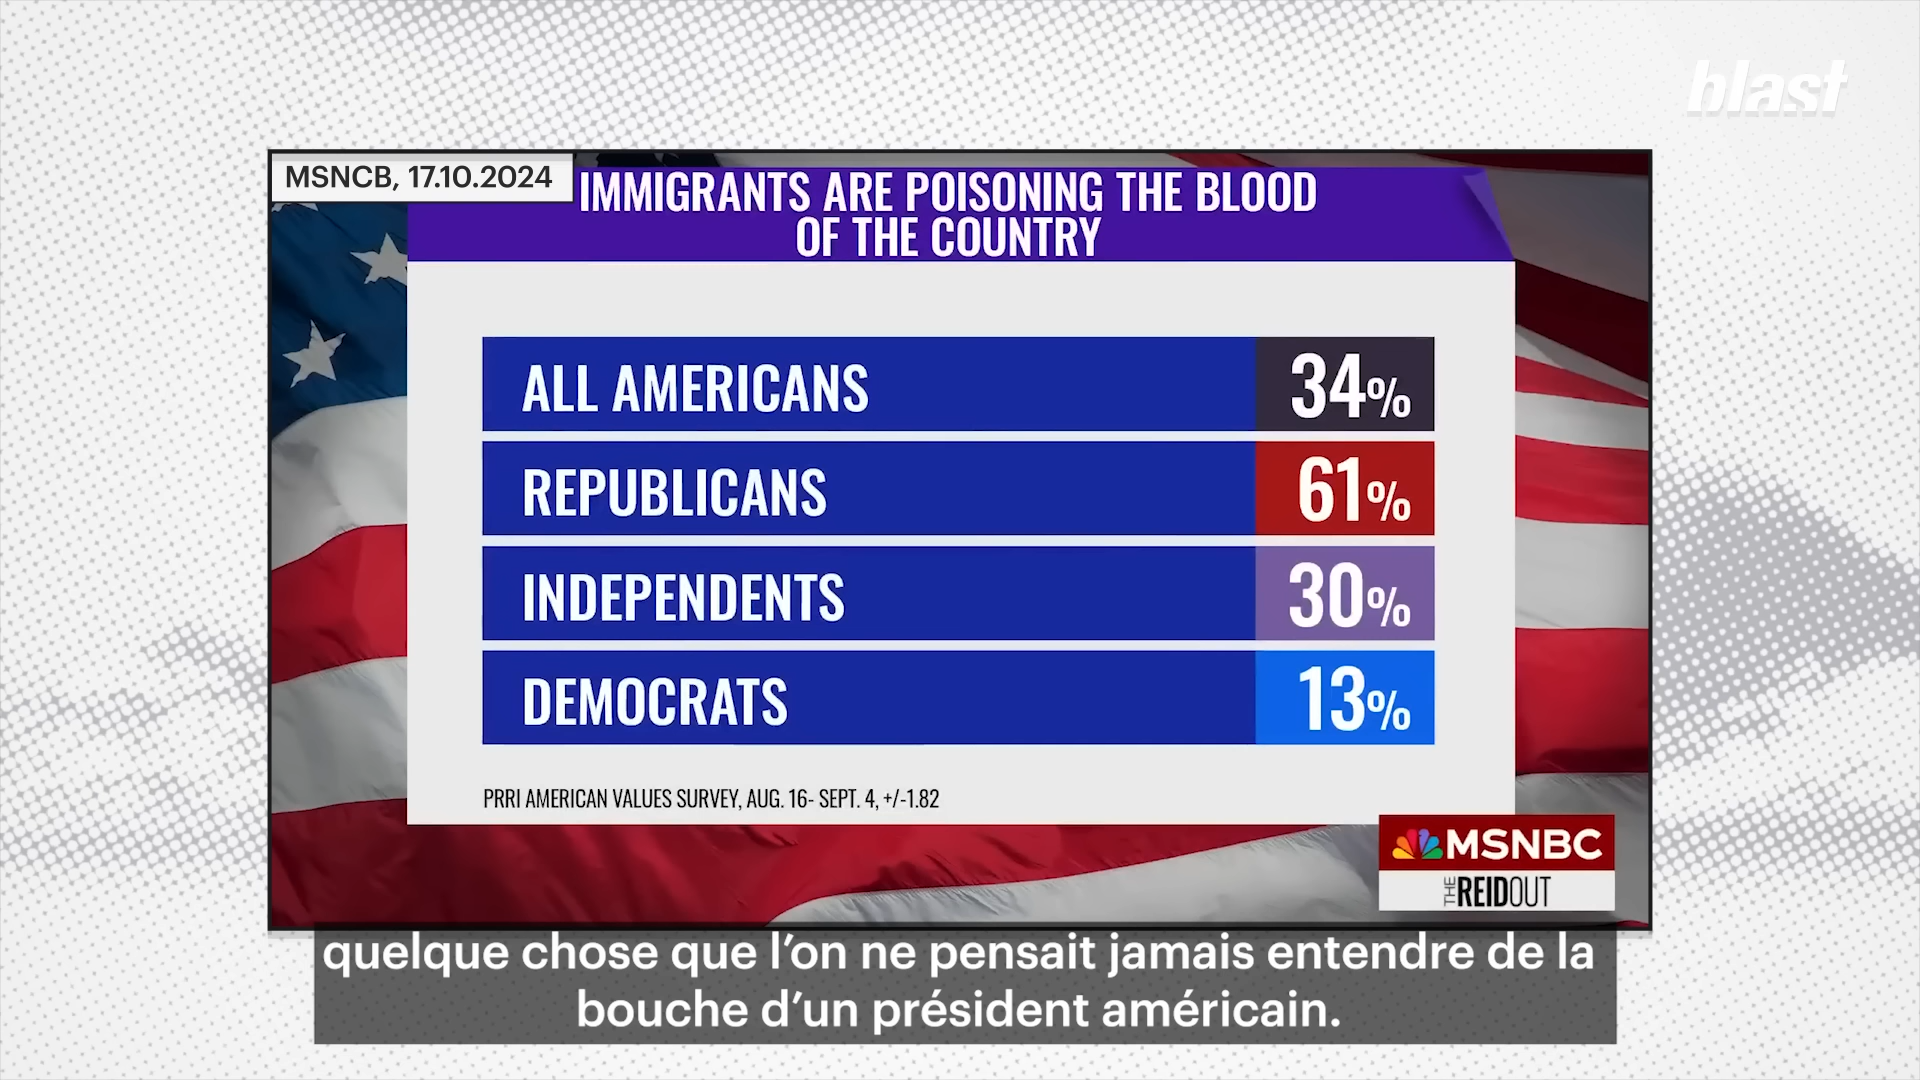 blast
MSNCB, 17.10.2024
IMMIGRANTS ARE POISONING THE BLOOD
OF THE COUNTRY
ALL AMERICANS 34%
REPUBLICANS 61%
INDEPENDENTS 30%
DEMOCRATS 13%
PRRI AMERICAN VALUES SURVEY, AUG. 16- SEPT. 4, +/-1.82
MSNBC
THE REIDOUT
quelque chose que l’on ne pensait jamais entendre de la
bouche d’un président américain.